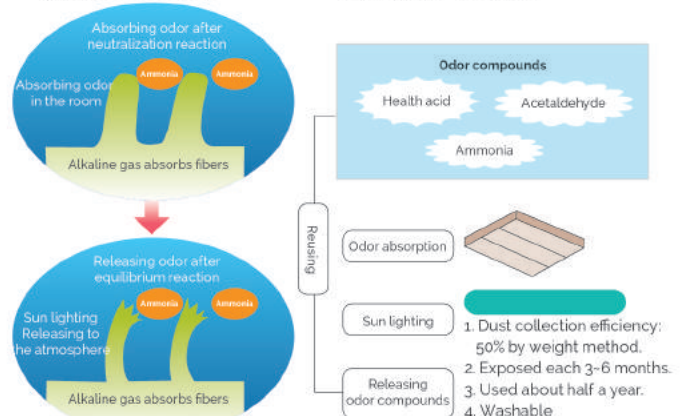 Absorbing odor after
neutralization reaction
Ammonia
Ammonia
Absorbing odor
in the room
Alkaline gas absorbs fibers
Releasing odor after
equilibrium reaction
Ammonia
Ammonia
Sun lighting
Releasing to
the atmosphere
Alkaline gas absorbs fibers
Reusing
Odor compounds
Health acid
Acetaldehyde
Ammonia
Odor absorption
Sun lighting
Releasing
odor compounds
1. Dust collection efficiency:
50% by weight method.
2. Exposed each 3~6 months.
3. Used about half a year.
4. Washable